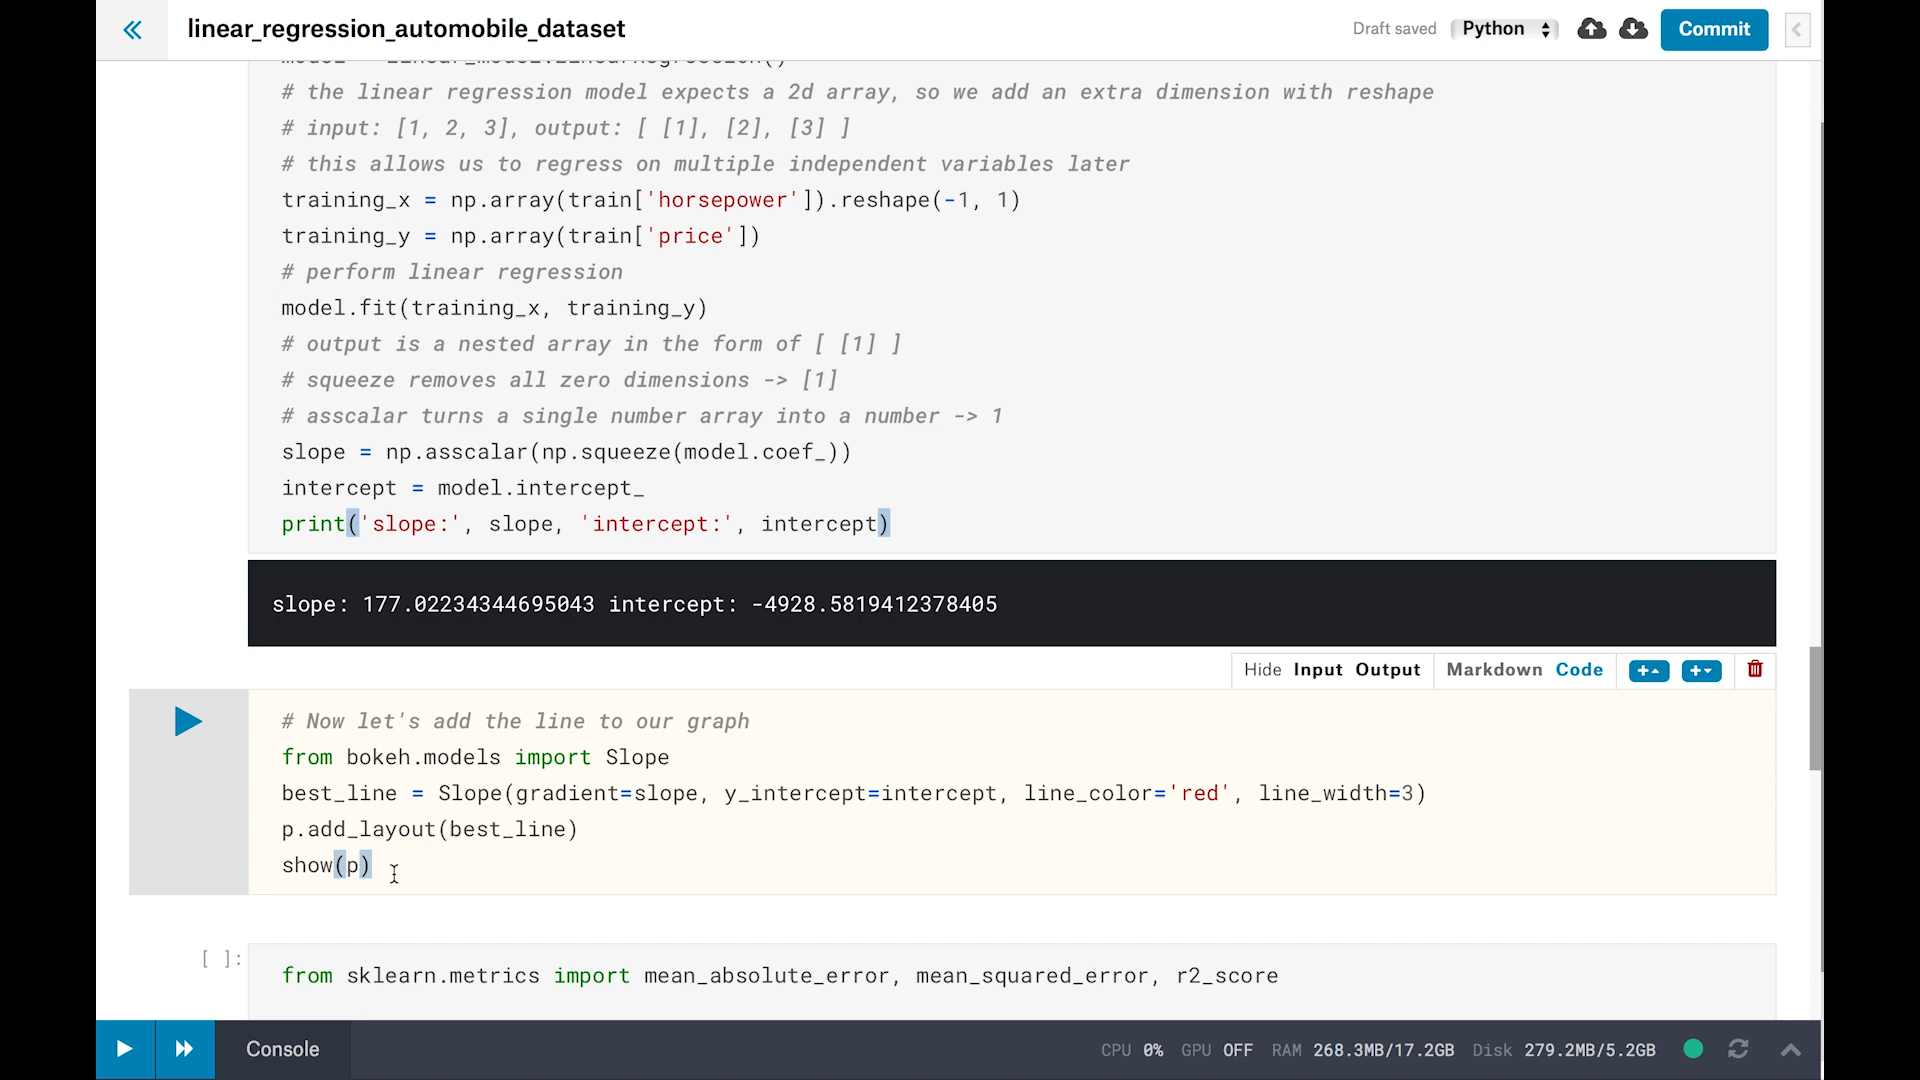 linear_regression_automobile_dataset
Draft saved
Python
Commit
# the linear regression model expects a 2d array, so we add an extra dimension with reshape
# input: [1, 2, 3], output: [ [1], [2], [3] ]
# this allows us to regress on multiple independent variables later
training_x = np.array(train['horsepower']).reshape(-1, 1)
training_y = np.array(train['price'])
# perform linear regression
model.fit(training_x, training_y)
# output is a nested array in the form of [ [1] ]
# squeeze removes all zero dimensions -> [1]
# asscalar turns a single number array into a number -> 1
slope = np.asscalar(np.squeeze(model.coef_))
intercept = model.intercept_
print('slope:', slope, 'intercept:', intercept)
slope: 177.02234344695043 intercept: -4928.5819412378405
Hide Input Output Markdown Code
# Now let's add the line to our graph
from bokeh.models import Slope
best_line = Slope(gradient=slope, y_intercept=intercept, line_color='red', line_width=3)
p.add_layout(best_line)
show(p)
[ ]:
from sklearn.metrics import mean_absolute_error, mean_squared_error, r2_score
Console
CPU 0% GPU OFF RAM 268.3MB/17.2GB Disk 279.2MB/5.2GB